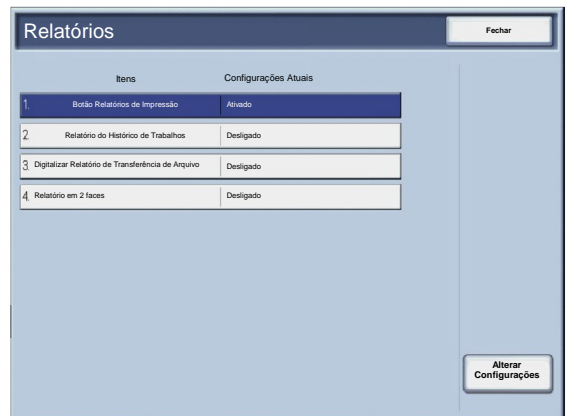 Relatórios
Fechar
Itens Configurações Atuais
1. Botão Relatórios de Impressão Ativado
2. Relatório do Histórico de Trabalhos Desligado
3. Digitalizar Relatório de Transferência de Arquivo Desligado
4. Relatório em 2 faces Desligado
Alterar
Configurações